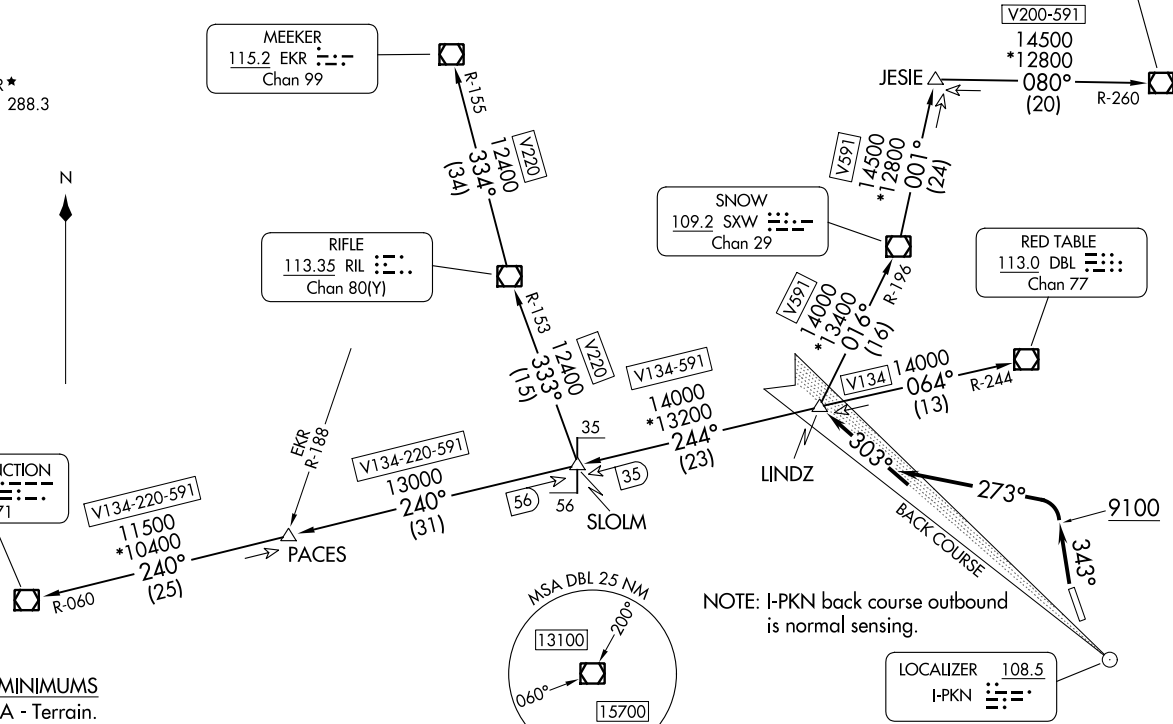 V200-591
14500
*12800
080°
(20)
R-260
JESIE
MEEKER
115.2 EKR
Chan 99
R-155
R★
288.3
V220
12400
334°
(34)
V591
14500
*12800
001°
(24)
N
SNOW
109.2 SXW
Chan 29
RIFLE
113.35 RIL
Chan 80(Y)
RED TABLE
113.0 DBL
Chan 77
R-153
V220
12400
333°
(15)
R-196
V591
14000
*13400
016°
(16)
V134
14000
064°
(13)
R-244
V134-591
14000
*13200
244°
(23)
EKR
R-188
35
35
56
56
SLOLM
LINDZ
303°
273°
BACK COURSE
9100
343°
V134-220-591
13000
240°
(31)
NCTION
71
V134-220-591
11500
*10400
240°
(25)
PACES
R-060
MSA DBL 25 NM
13100
200°
060°
15700
NOTE: I-PKN back course outbound
is normal sensing.
LOCALIZER 108.5
I-PKN
MINIMUMS
A - Terrain.